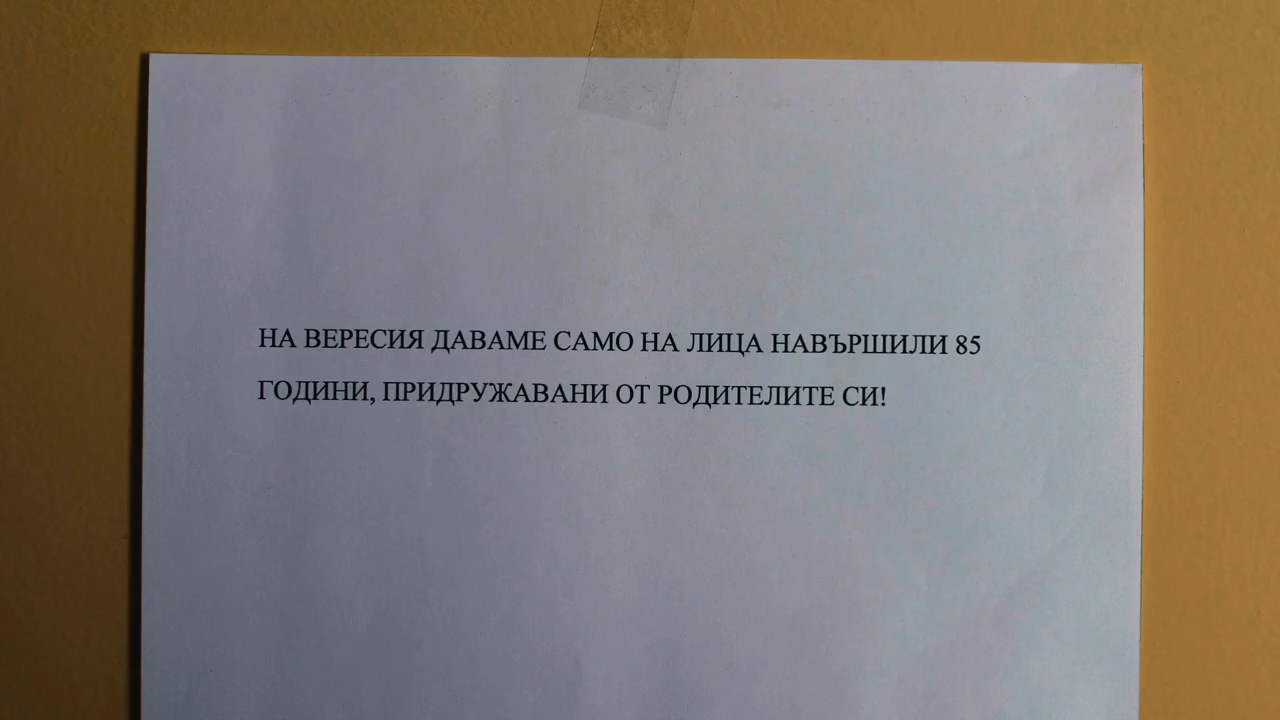 НА ВЕРЕСИЯ ДАВАМЕ САМО НА ЛИЦА НАВЪРШИЛИ 85
ГОДИНИ, ПРИДРУЖАВАНИ ОТ РОДИТЕЛИТЕ СИ!